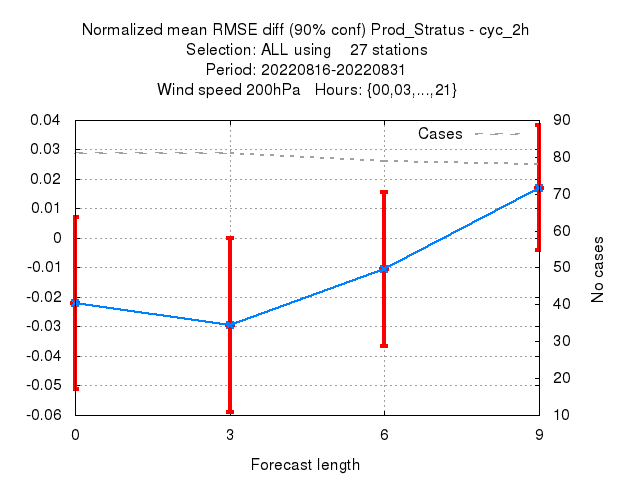 Normalized mean RMSE diff (90% conf) Prod_Stratus - cyc_2h
Selection: ALL using    27 stations
Period: 20220816-20220831
Wind speed 200hPa   Hours: {00,03,...,21}
0.04
0.03
0.02
0.01
0
-0.01
-0.02
-0.03
-0.04
-0.05
-0.06
Cases
90
80
70
60
50
40
30
20
10
No cases
0 3 6 9
Forecast length